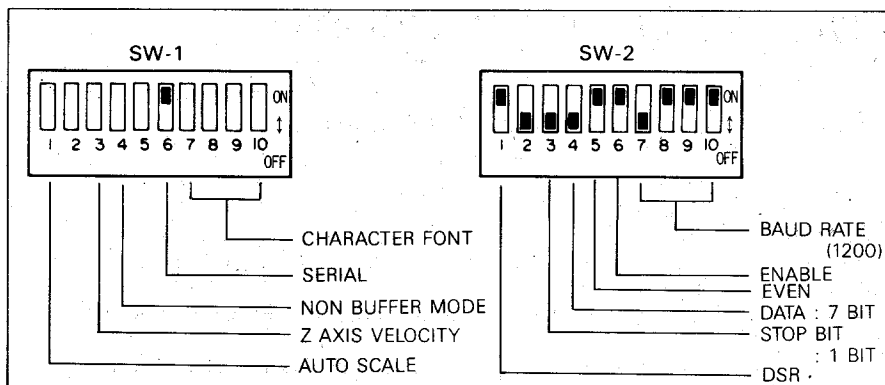 SW-1
ON
↕
1 2 3 4 5 6 7 8 9 10
OFF
CHARACTER FONT
SERIAL
NON BUFFER MODE
Z AXIS VELOCITY
AUTO SCALE
SW-2
ON
↕
1 2 3 4 5 6 7 8 9 10
OFF
BAUD RATE
(1200)
ENABLE
EVEN
DATA : 7 BIT
STOP BIT
: 1 BIT
DSR